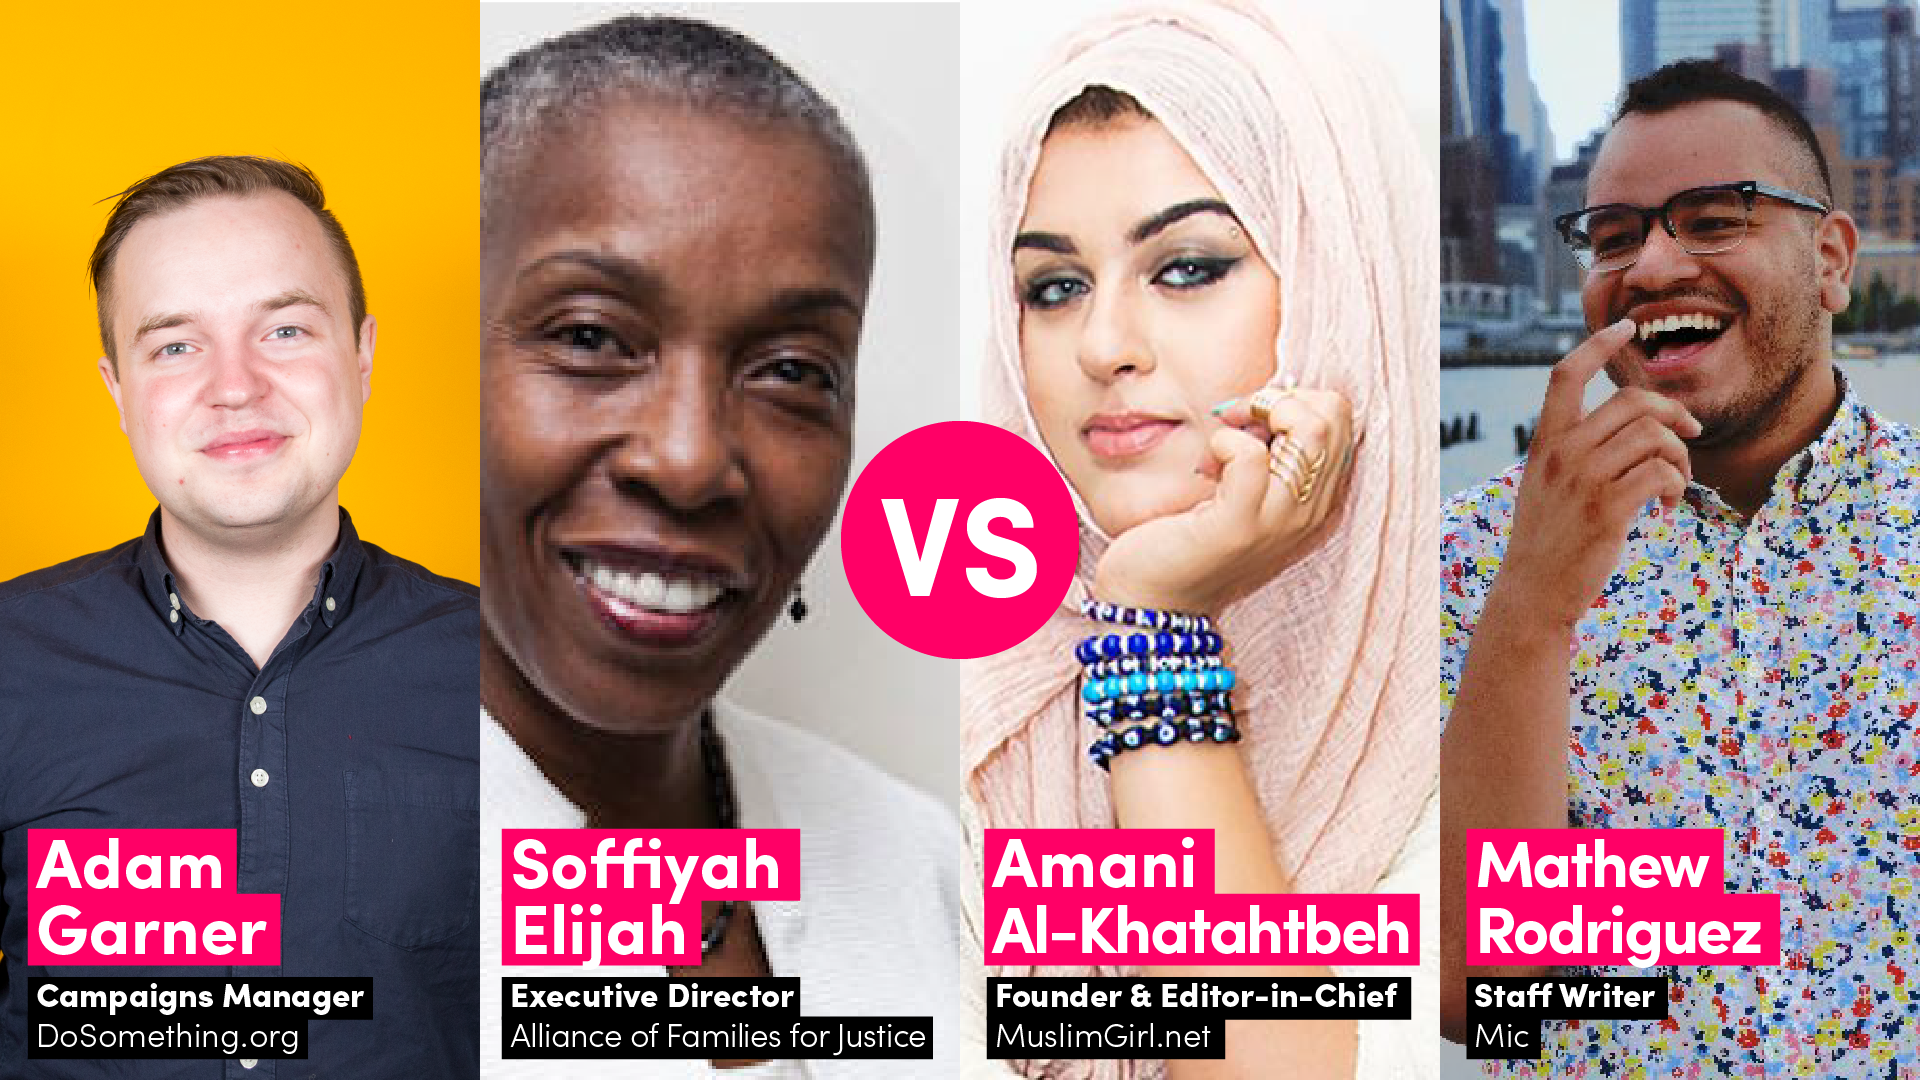 Adam
Garner
Campaigns Manager
DoSomething.org
Soffiyah
Elijah
Executive Director
Alliance of Families for Justice
VS
Amani
Al-Khatahtbeh
Founder & Editor-in-Chief
MuslimGirl.net
Mathew
Rodriguez
Staff Writer
Mic